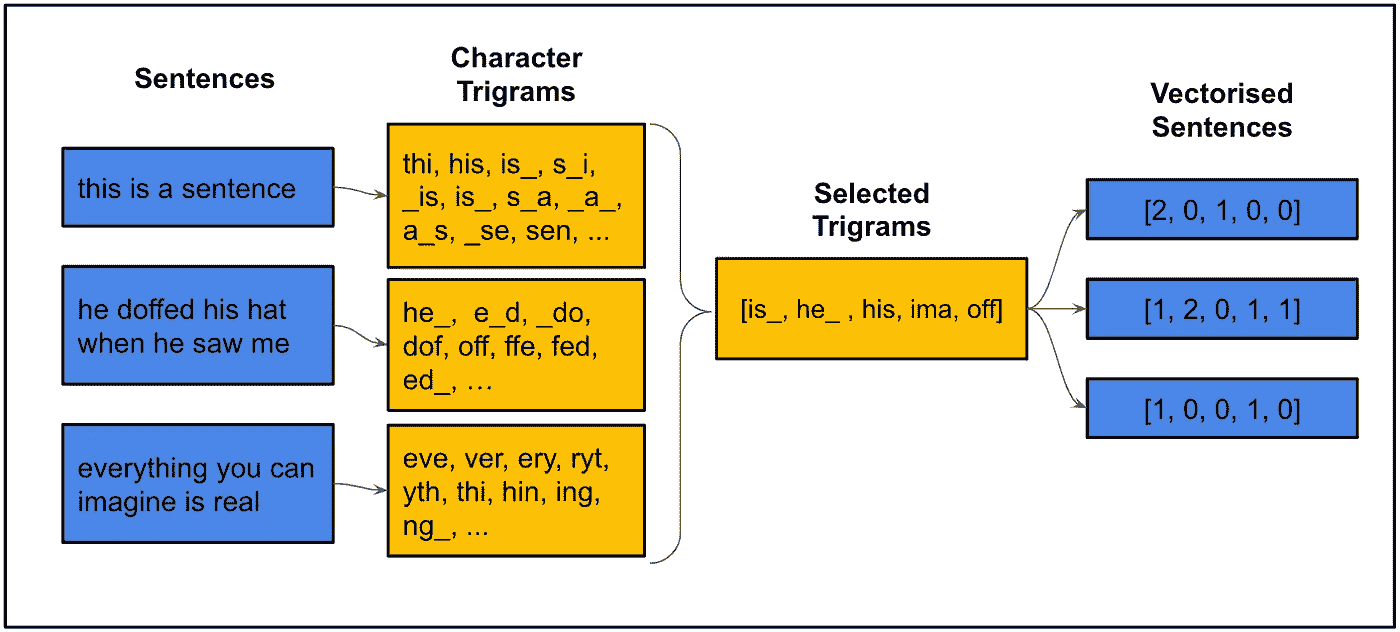 Sentences
this is a sentence
he doffed his hat
when he saw me
everything you can
imagine is real
Character
Trigrams
thi, his, is_, s_i,
_is, is_, s_a, _a_,
a_s, _se, sen, ...
he_, e_d, _do,
dof, off, ffe, fed,
ed_, ...
eve, ver, ery, ryt,
yth, thi, hin, ing,
ng_, ...
Selected
Trigrams
[is_, he_ , his, ima, off]
Vectorised
Sentences
[2, 0, 1, 0, 0]
[1, 2, 0, 1, 1]
[1, 0, 0, 1, 0]